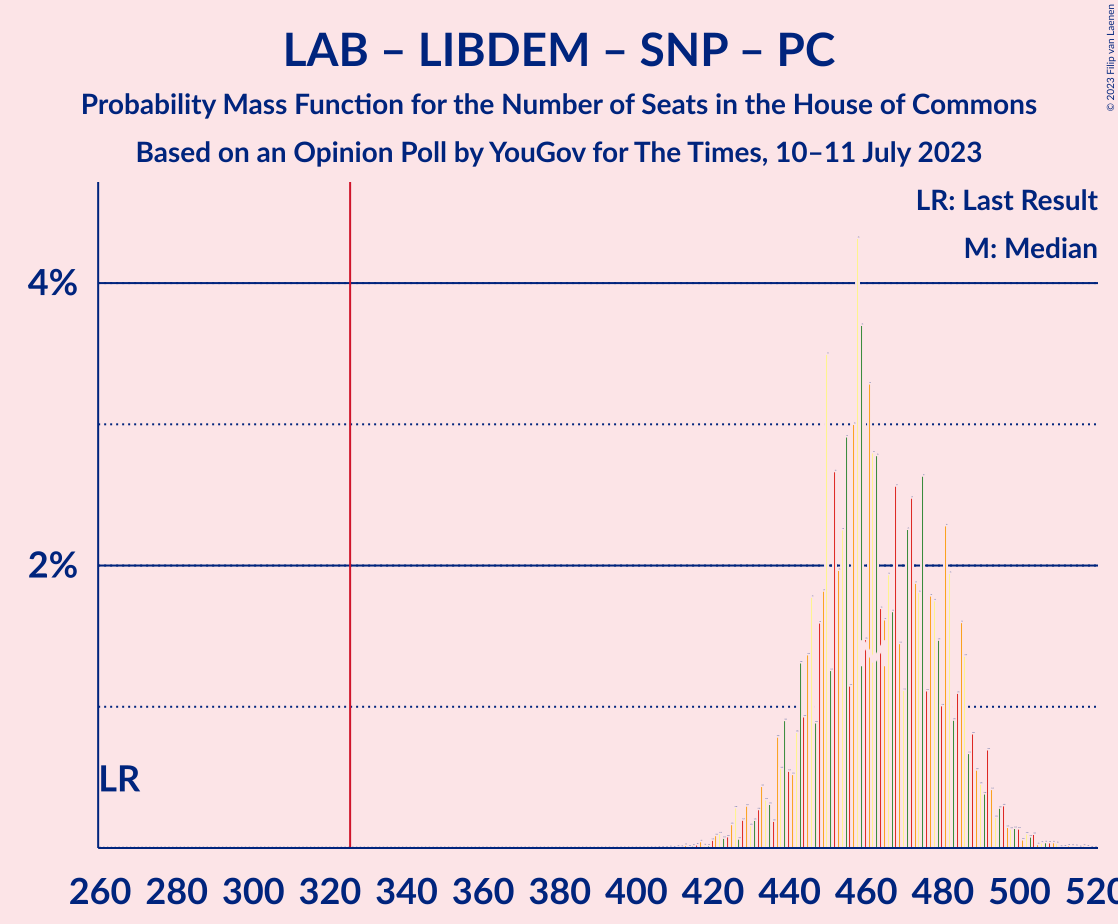 LAB – LIBDEM – SNP – PC
Probability Mass Function for the Number of Seats in the House of Commons
Based on an Opinion Poll by YouGov for The Times, 10–11 July 2023
© 2023 Filip van Laenen
LR: Last Result
M: Median
4%
2%
M
LR
260 280 300 320 340 360 380 400 420 440 460 480 500 520